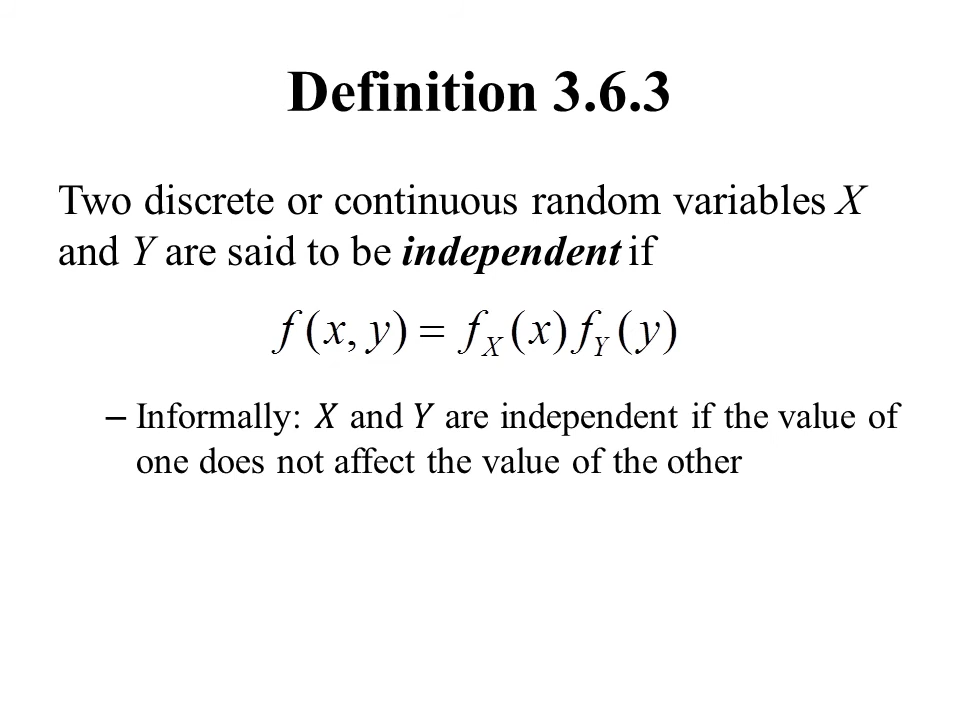 Definition 3.6.3
Two discrete or continuous random variables X
and Y are said to be independent if
f (x, y) = f_X (x) f_Y (y)
– Informally: X and Y are independent if the value of
one does not affect the value of the other